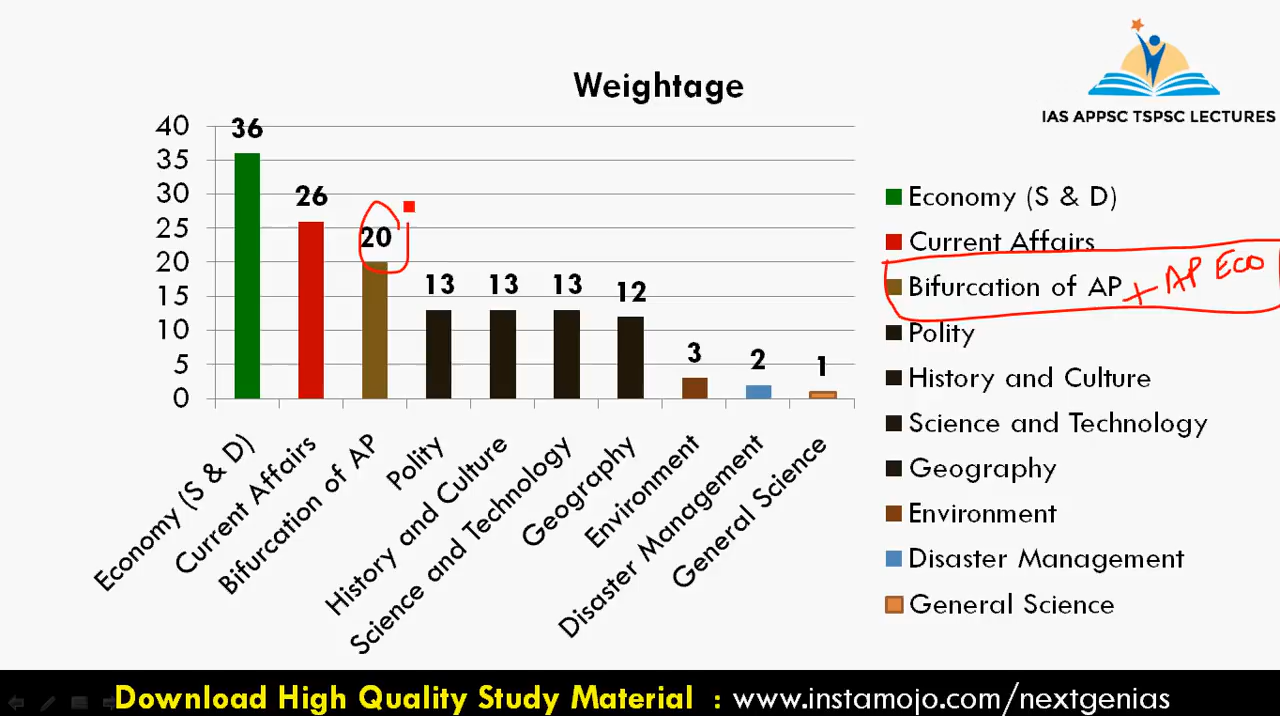 Weightage
IAS APPSC TSPSC LECTURES
40
35
30
25
20
15
10
5
0
36
26
20
13
13
13
12
3
2
1
Economy (S & D)
Current Affairs
Bifurcation of AP
Polity
History and Culture
Science and Technology
Geography
Environment
Disaster Management
General Science
Economy (S & D)
Current Affairs
Bifurcation of AP + AP Eco
Polity
History and Culture
Science and Technology
Geography
Environment
Disaster Management
General Science
Download High Quality Study Material : www.instamojo.com/nextgenias